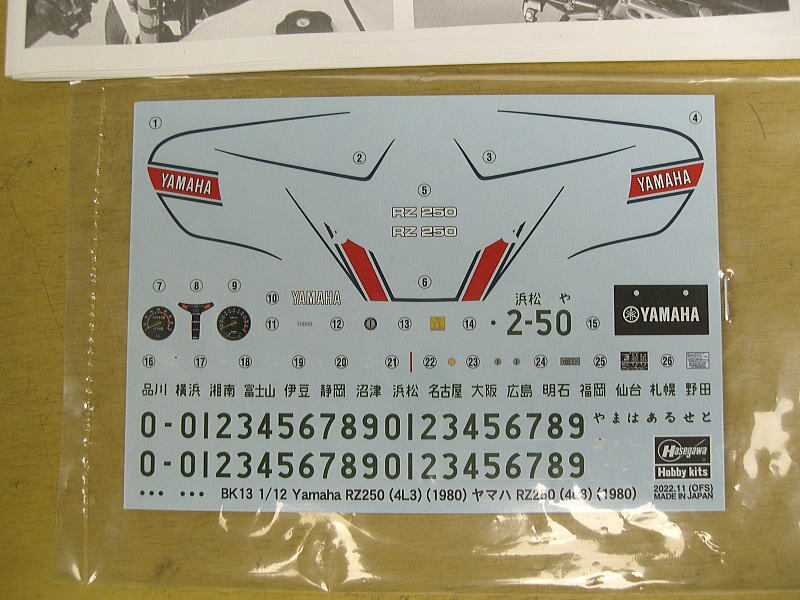 ①
④
② ③
YAMAHA
YAMAHA
⑤
RZ 250
RZ 250
⑥
⑦ ⑧ ⑨
⑩ YAMAHA
浜松 や
⑪ YAMAHA ⑫ ⑬ ⑭ ・2-50 ⑮ YAMAHA
⑯ ⑰ ⑱ ⑲ ⑳ ㉑ ㉒ ㉓ ㉔ ㉕ ㉖
品川 横浜 湘南 富士山 伊豆 静岡 沼津 浜松 名古屋 大阪 広島 明石 福岡 仙台 札幌 野田
0-01234567890123456789 やまはあるせと
0-01234567890123456789
Hasegawa
Hobby kits
••• ••• BK13 1/12 Yamaha RZ250 (4L3) (1980) ヤマハ RZ250 (4L3) (1980)
2022.11 (OFS)
MADE IN JAPAN